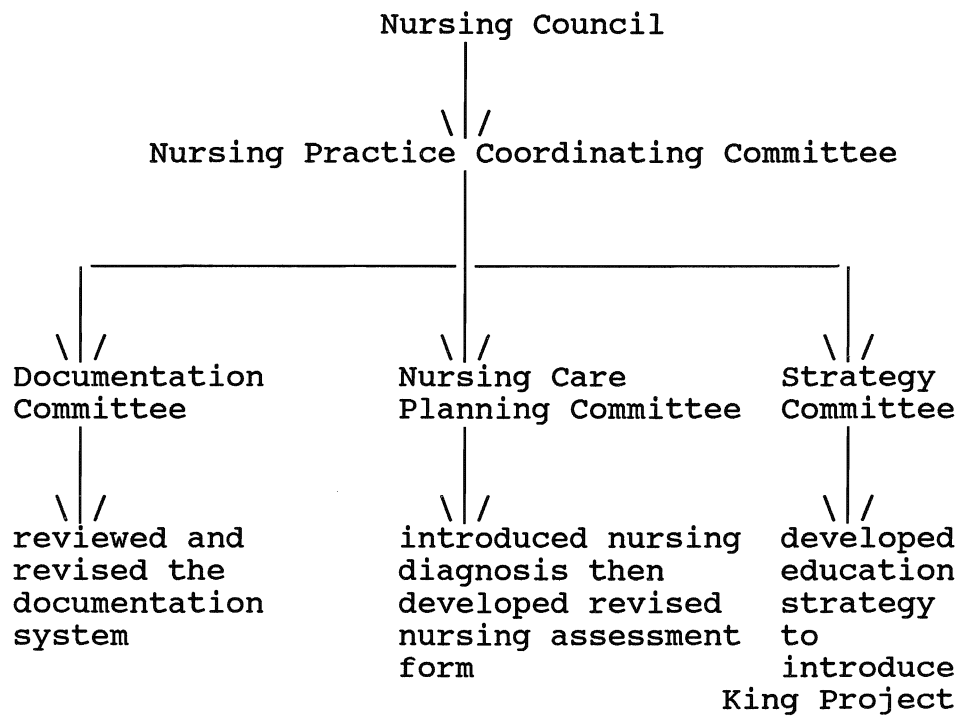 Nursing Council
Nursing Practice Coordinating Committee
Documentation
Committee
reviewed and
revised the
documentation
system
Nursing Care
Planning Committee
introduced nursing
diagnosis then
developed revised
nursing assessment
form
Strategy
Committee
developed
education
strategy
to
introduce
King Project